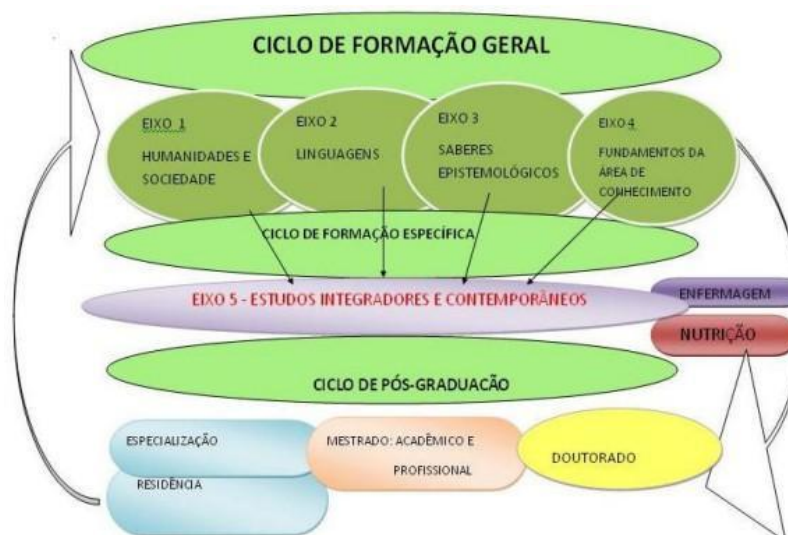 CICLO DE FORMAÇÃO GERAL
EIXO 1
HUMANIDADES E
SOCIEDADE
EIXO 2
LINGUAGENS
EIXO 3
SABERES
EPISTEMOLÓGICOS
EIXO 4
FUNDAMENTOS DA
ÁREA DE
CONHECIMENTO
CICLO DE FORMAÇÃO ESPECÍFICA
EIXO 5 - ESTUDOS INTEGRADORES E CONTEMPORÂNEOS
ENFERMAGEM
NUTRIÇÃO
CICLO DE PÓS-GRADUACÃO
ESPECIALIZAÇÃO
RESIDÊNCIA
MESTRADO: ACADÊMICO E
PROFISSIONAL
DOUTORADO